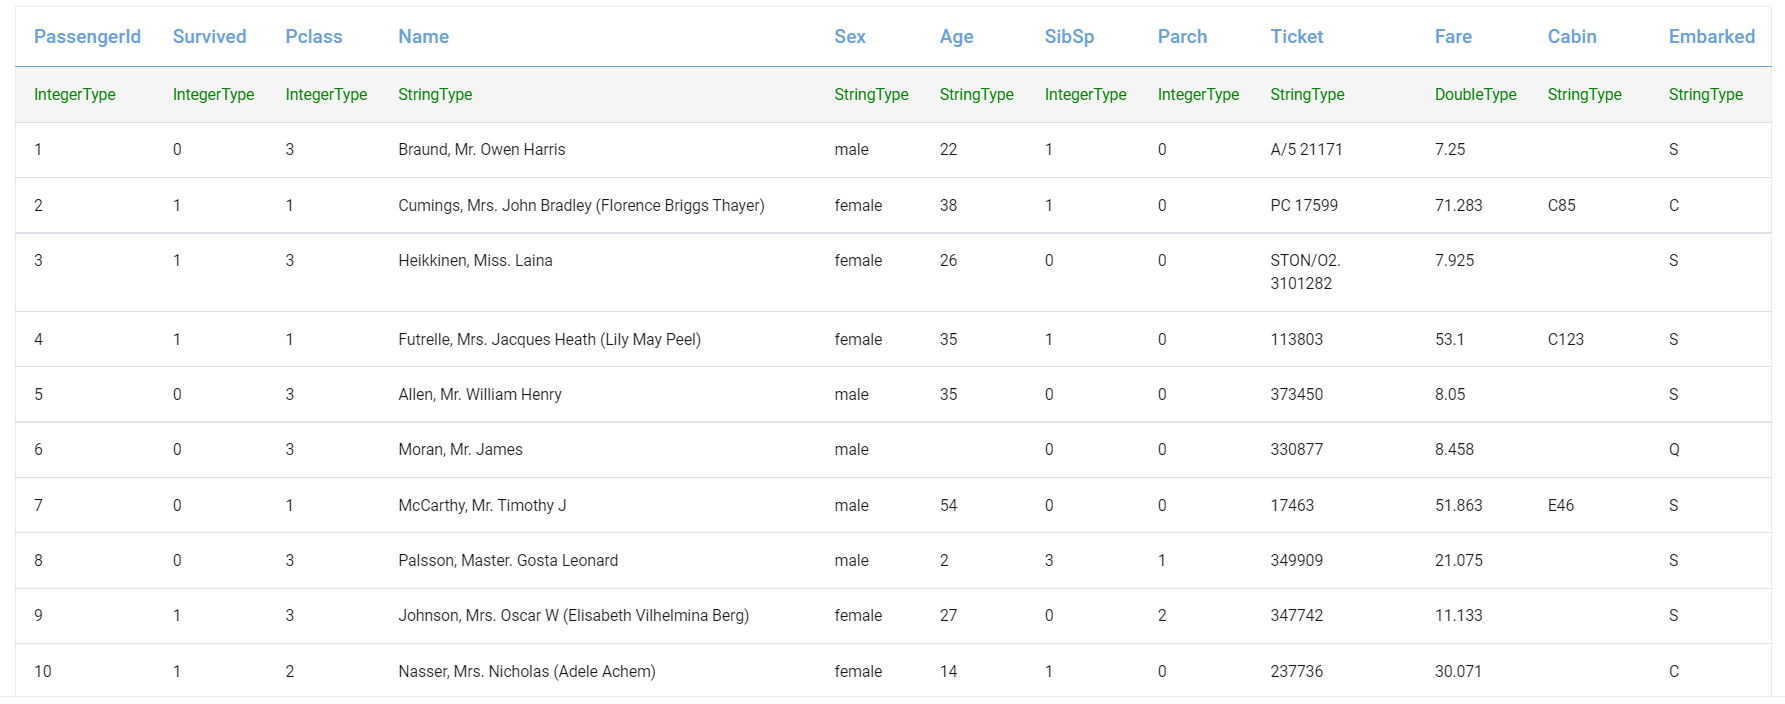 PassengerId Survived Pclass Name Sex Age SibSp Parch Ticket Fare Cabin Embarked
IntegerType IntegerType IntegerType StringType StringType StringType IntegerType IntegerType StringType DoubleType StringType StringType
1 0 3 Braund, Mr. Owen Harris male 22 1 0 A/5 21171 7.25 S
2 1 1 Cumings, Mrs. John Bradley (Florence Briggs Thayer) female 38 1 0 PC 17599 71.283 C85 C
3 1 3 Heikkinen, Miss. Laina female 26 0 0 STON/O2. 7.925 S
3101282
4 1 1 Futrelle, Mrs. Jacques Heath (Lily May Peel) female 35 1 0 113803 53.1 C123 S
5 0 3 Allen, Mr. William Henry male 35 0 0 373450 8.05 S
6 0 3 Moran, Mr. James male 0 0 330877 8.458 Q
7 0 1 McCarthy, Mr. Timothy J male 54 0 0 17463 51.863 E46 S
8 0 3 Palsson, Master. Gosta Leonard male 2 3 1 349909 21.075 S
9 1 3 Johnson, Mrs. Oscar W (Elisabeth Vilhelmina Berg) female 27 0 2 347742 11.133 S
10 1 2 Nasser, Mrs. Nicholas (Adele Achem) female 14 1 0 237736 30.071 C